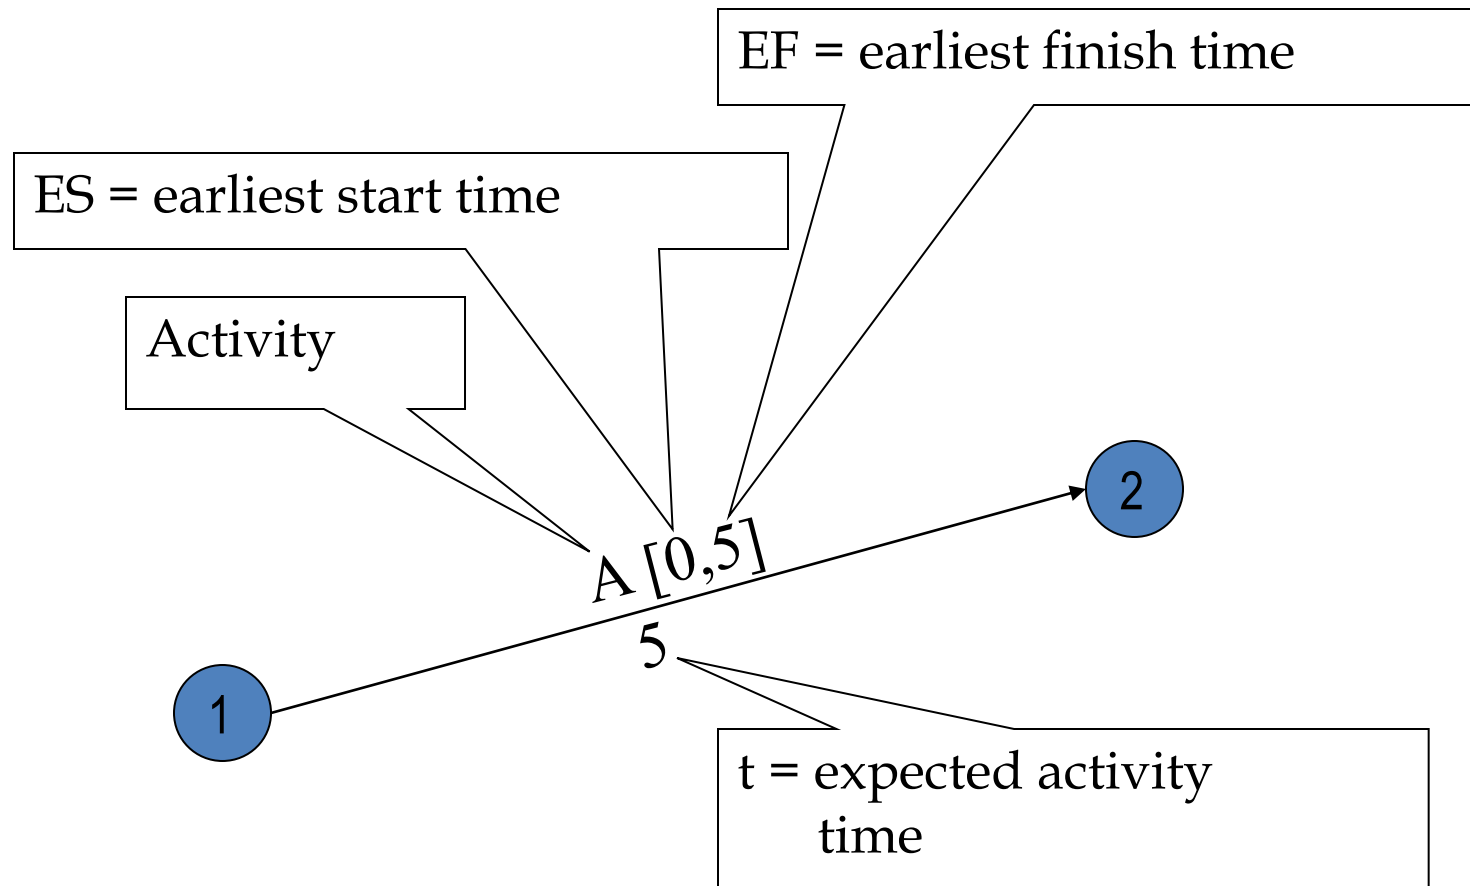 EF = earliest finish time
ES = earliest start time
Activity
2
A [0,5]
5
1
t = expected activity
time